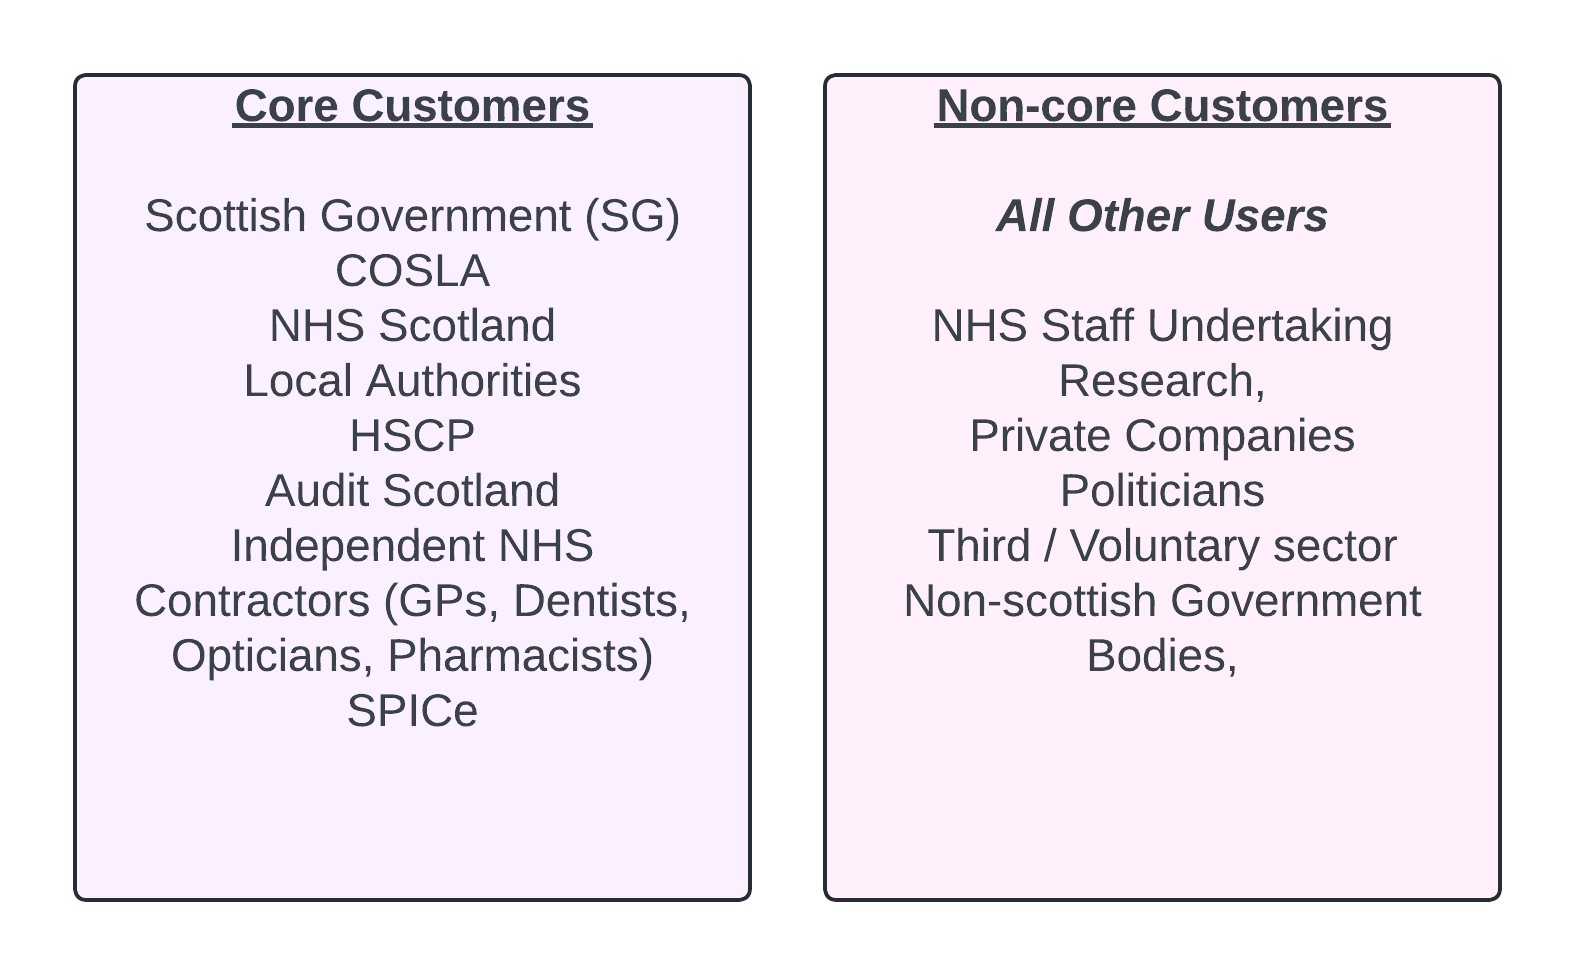 Core Customers
Scottish Government (SG)
COSLA
NHS Scotland
Local Authorities
HSCP
Audit Scotland
Independent NHS
Contractors (GPs, Dentists,
Opticians, Pharmacists)
SPICe
Non-core Customers
All Other Users
NHS Staff Undertaking
Research,
Private Companies
Politicians
Third / Voluntary sector
Non-scottish Government
Bodies,